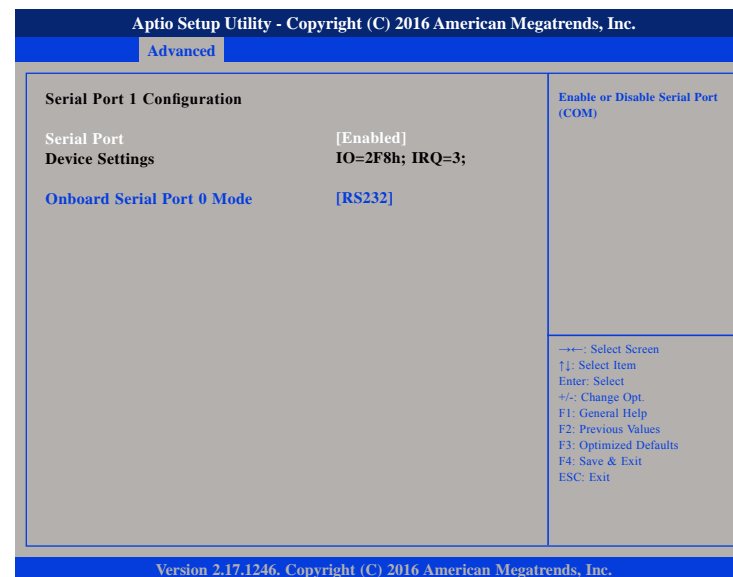 Aptio Setup Utility - Copyright (C) 2016 American Megatrends, Inc.
Advanced
Serial Port 1 Configuration
Serial Port [Enabled]
Device Settings IO=2F8h; IRQ=3;
Onboard Serial Port 0 Mode [RS232]
Enable or Disable Serial Port
(COM)
→←: Select Screen
↑↓: Select Item
Enter: Select
+/-: Change Opt.
F1: General Help
F2: Previous Values
F3: Optimized Defaults
F4: Save & Exit
ESC: Exit
Version 2.17.1246. Copyright (C) 2016 American Megatrends, Inc.